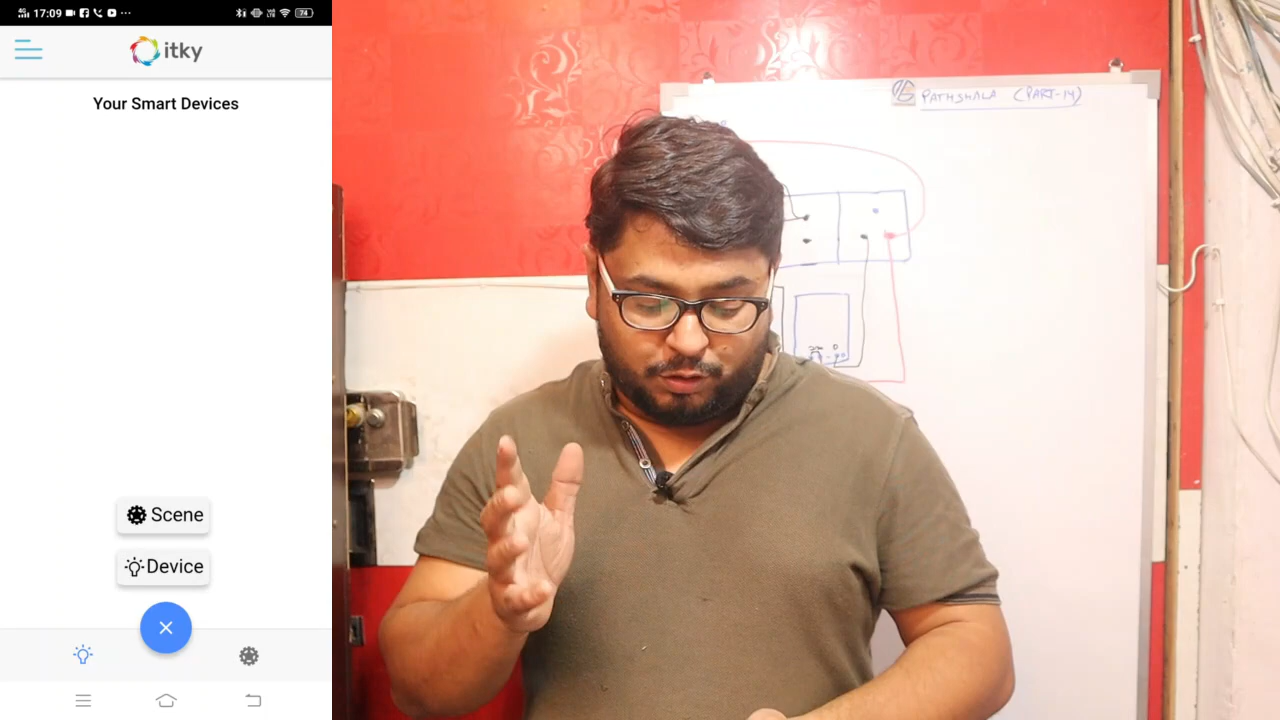 17:09
74
itky
Your Smart Devices
Scene
Device
PATHSHALA (PART-14)